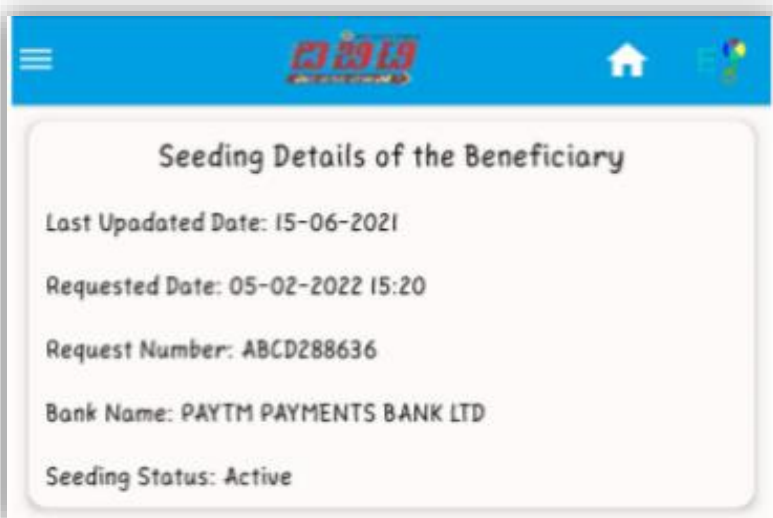 Seeding Details of the Beneficiary
Last Upadated Date: 15-06-2021
Requested Date: 05-02-2022 15:20
Request Number: ABCD288636
Bank Name: PAYTM PAYMENTS BANK LTD
Seeding Status: Active